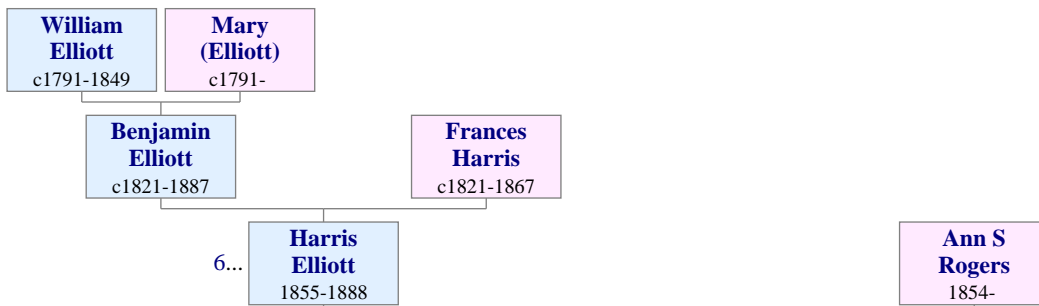 William
Elliott
c1791-1849
Mary
(Elliott)
c1791-
Benjamin
Elliott
c1821-1887
Frances
Harris
c1821-1867
6...
Harris
Elliott
1855-1888
Ann S
Rogers
1854-